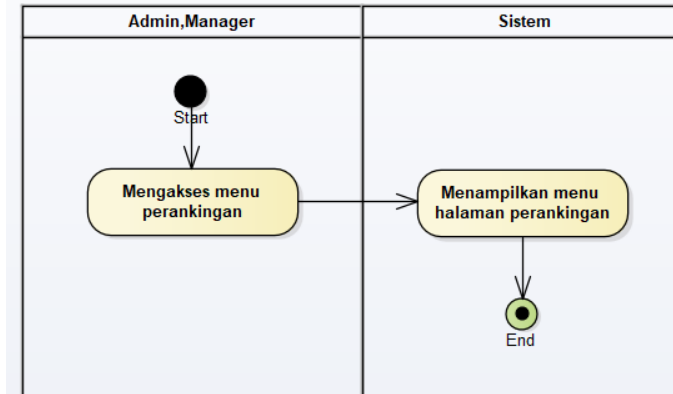 Admin,Manager
Sistem
Start
Mengakses menu
perankingan
Menampilkan menu
halaman perankingan
End